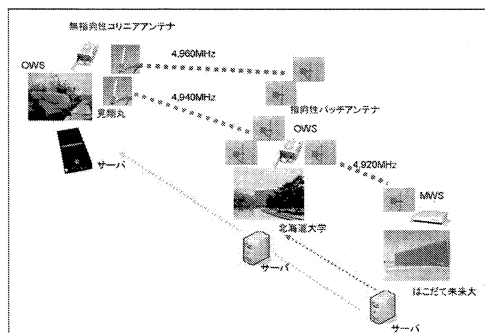 無指向性コリニアアンテナ
4,960MHz
OWS
4,940MHz
見翔丸
指向性パッチアンテナ
OWS
4,920MHz
サーバ
MWS
北海道大学
サーバ
はこだて未来大
サーバ